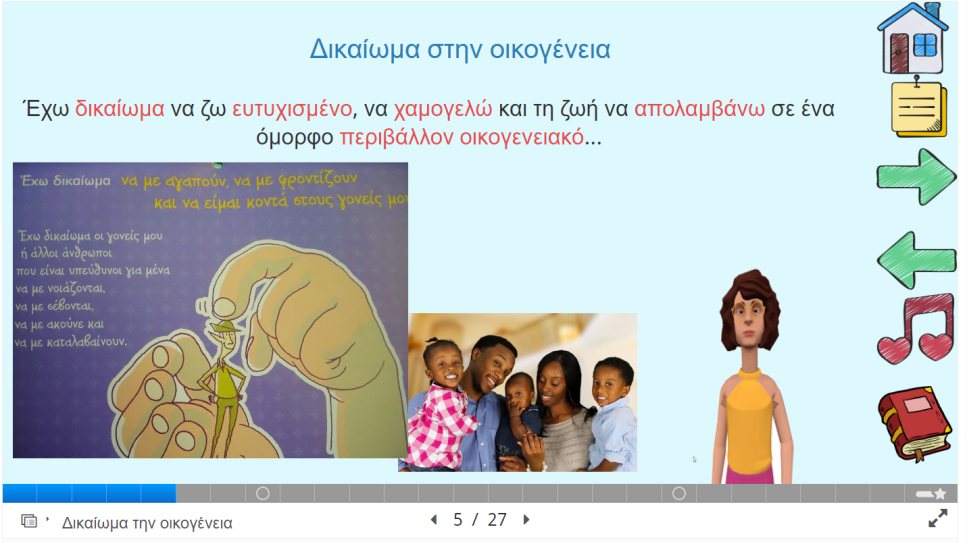 Δικαίωμα στην οικογένεια
Έχω δικαίωμα να ζω ευτυχισμένο, να χαμογελώ και τη ζωή να απολαμβάνω σε ένα
όμορφο περιβάλλον οικογενειακό...
Έχω δικαίωμα να με αγαπούν, να με φροντίζουν
και να είμαι κοντά στους γονείς μου
Έχω δικαίωμα οι γονείς μου
ή άλλοι άνθρωποι
που είναι υπεύθυνοι για μένα
να με νοιάζονται,
να με σέβονται,
να με ακούνε και
να με καταλαβαίνουν.
Δικαίωμα την οικογένεια
5 / 27